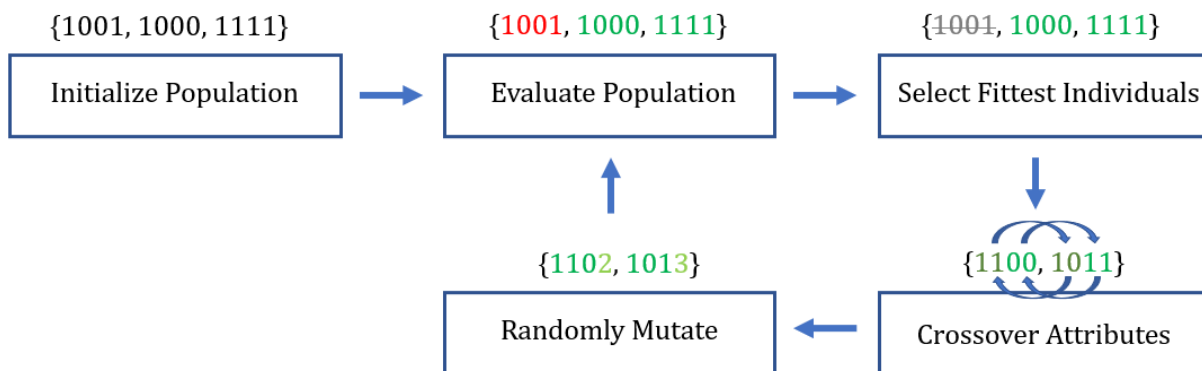 {1001, 1000, 1111}
Initialize Population
{1001, 1000, 1111}
Evaluate Population
{1001, 1000, 1111}
Select Fittest Individuals
{1100, 1011}
Crossover Attributes
{1102, 1013}
Randomly Mutate